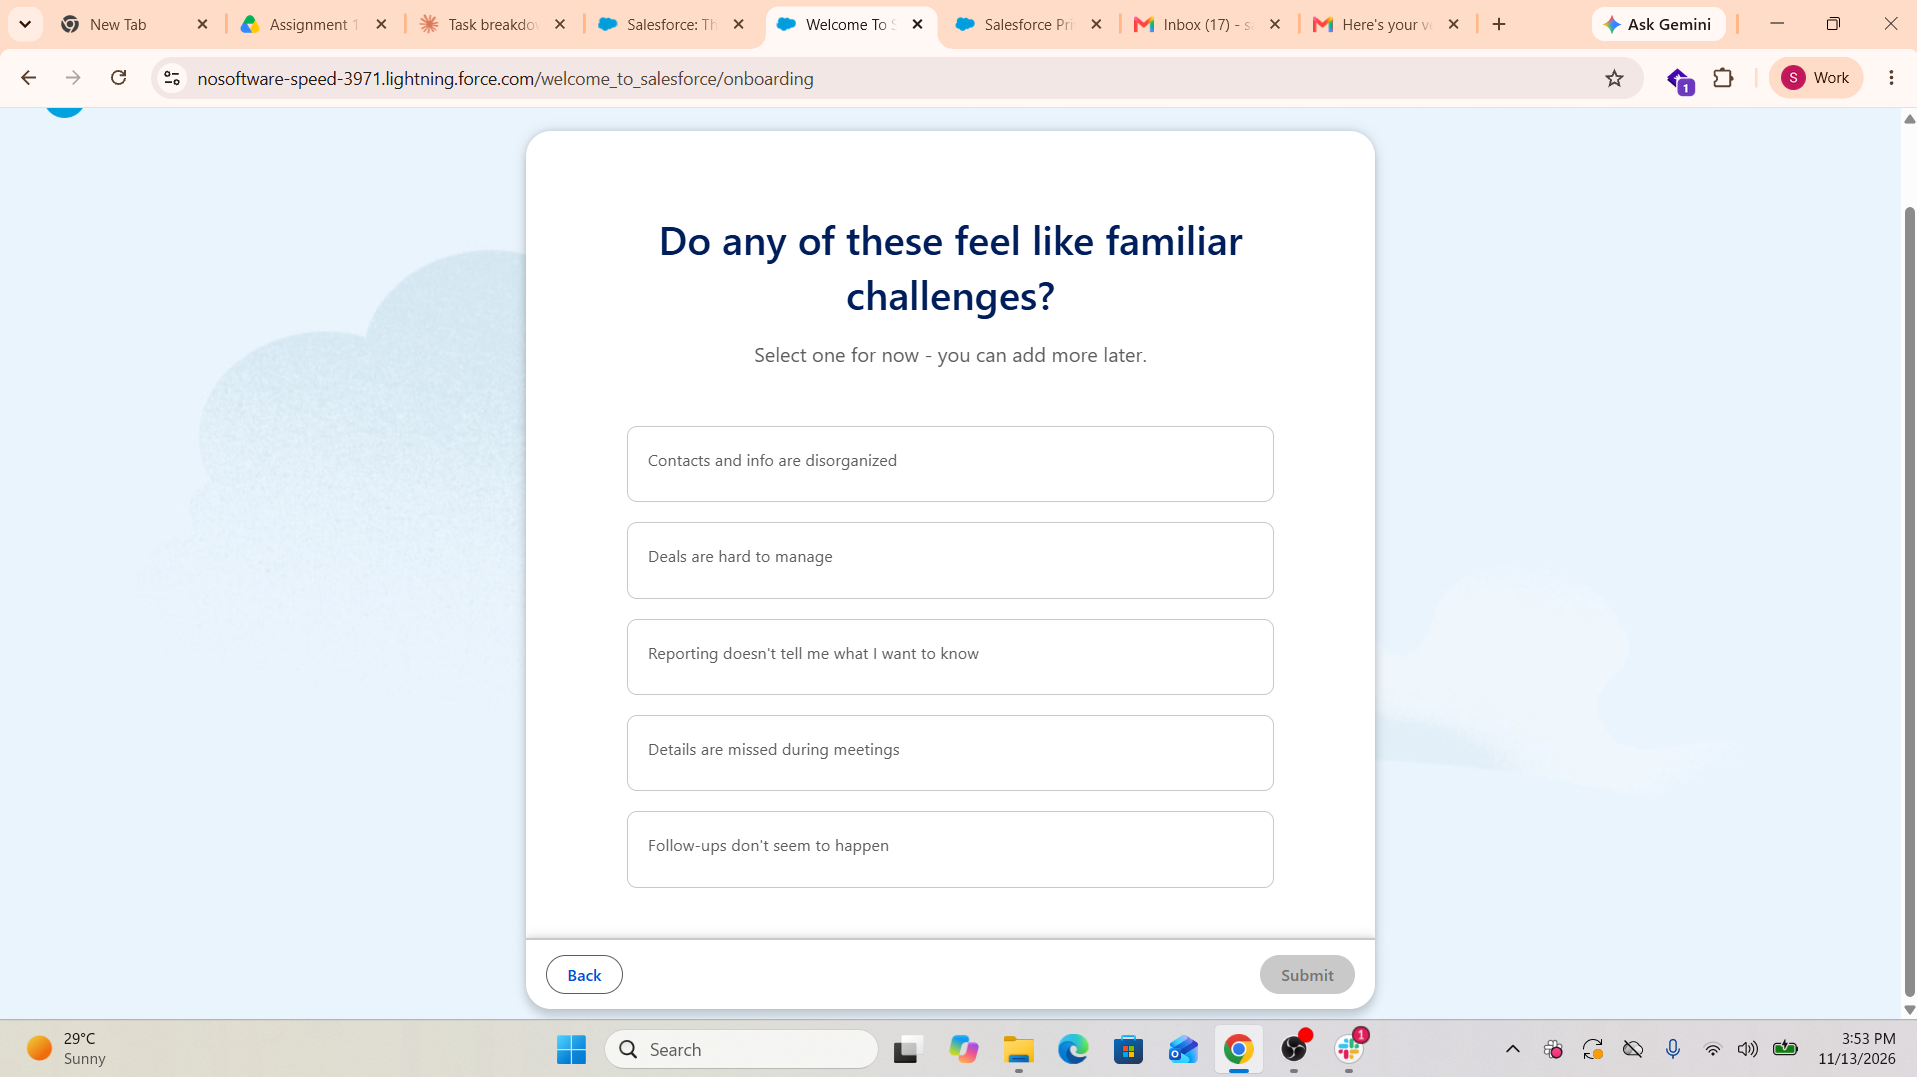 New Tab
Assignment 1
Task breakdo
Salesforce: Th
Welcome To S
Salesforce Pri
Inbox (17) - s
Here's your v
Ask Gemini
nosoftware-speed-3971.lightning.force.com/welcome_to_salesforce/onboarding
1
S
Work
Do any of these feel like familiar
challenges?
Select one for now - you can add more later.
Contacts and info are disorganized
Deals are hard to manage
Reporting doesn't tell me what I want to know
Details are missed during meetings
Follow-ups don't seem to happen
Back
Submit
29°C
Sunny
Search
1
3:53 PM
11/13/2026